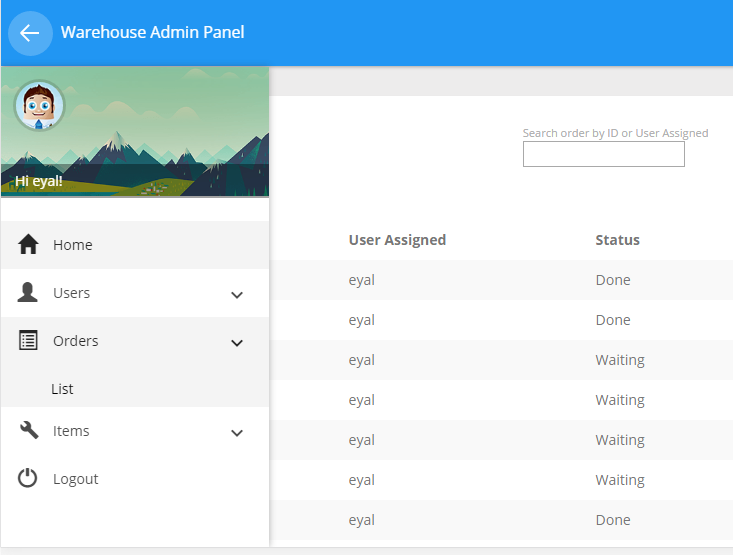 Warehouse Admin Panel
Hi eyal!
Home
Users
Orders
List
Items
Logout
Search order by ID or User Assigned
User Assigned Status
eyal Done
eyal Done
eyal Waiting
eyal Waiting
eyal Waiting
eyal Waiting
eyal Done